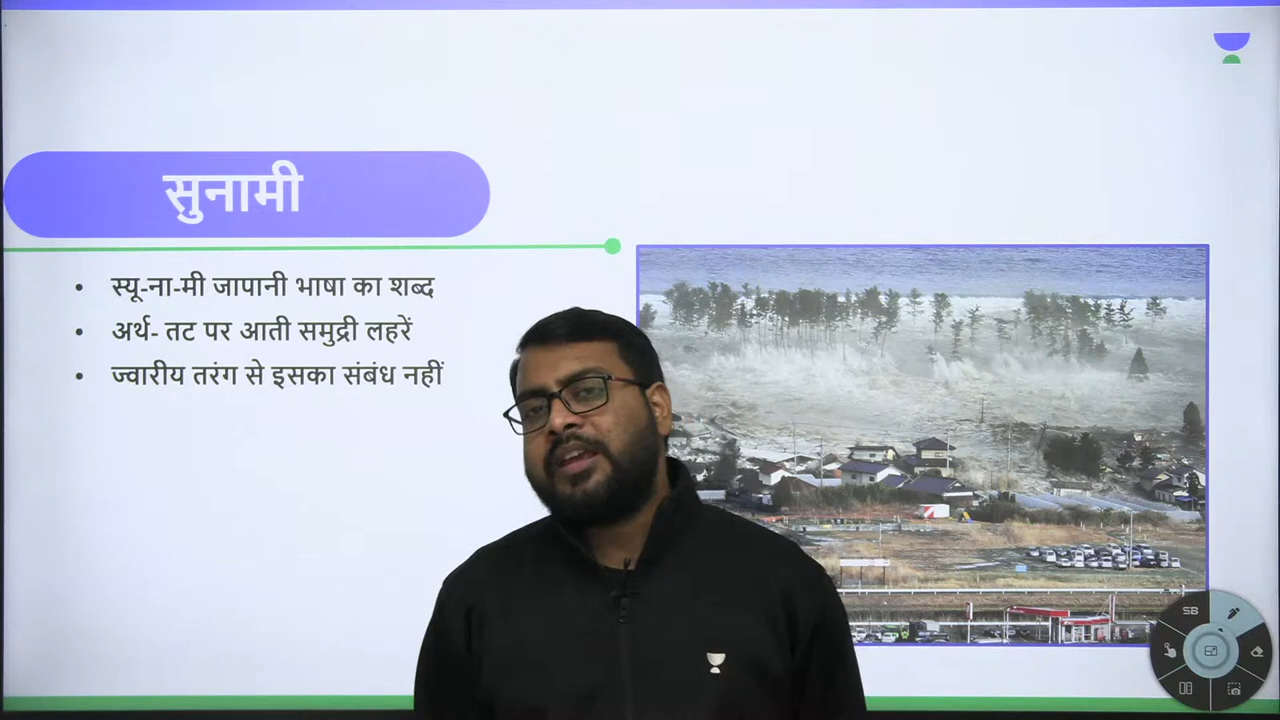 सुनामी
स्यू-ना-मी जापानी भाषा का शब्द
अर्थ- तट पर आती समुद्री लहरें
ज्वारीय तरंग से इसका संबंध नहीं
SB